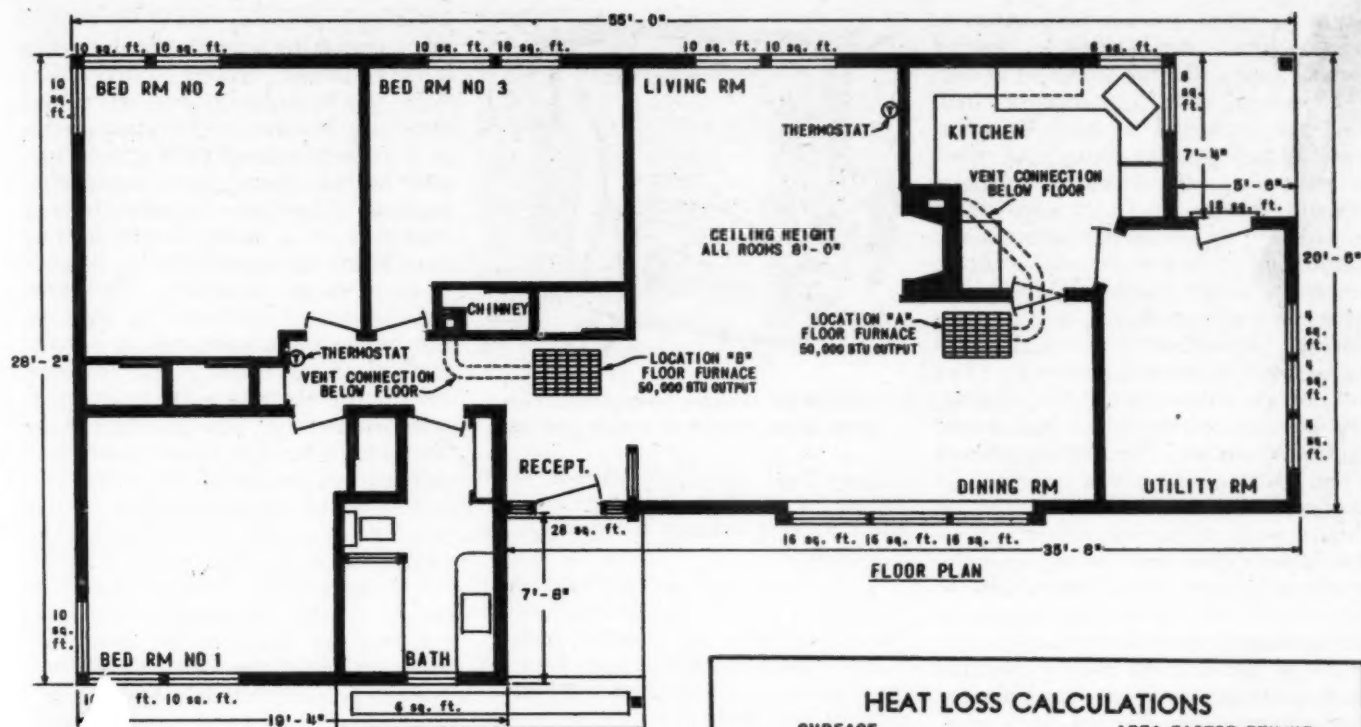 55'-0"
10 sq. ft. 10 sq. ft.
10 sq. ft. 10 sq. ft.
10 sq. ft. 10 sq. ft.
6 sq. ft.
10
sq.
ft.
BED RM NO 2
BED RM NO 3
LIVING RM
THERMOSTAT
T
KITCHEN
8
sq.
ft.
7'-4"
5'-6"
VENT CONNECTION
BELOW FLOOR
18 sq. ft.
CEILING HEIGHT
ALL ROOMS 8'-0"
20'-6"
CHIMNEY
LOCATION "A"
FLOOR FURNACE
50,000 BTU OUTPUT
28'-2"
T
THERMOSTAT
VENT CONNECTION
BELOW FLOOR
LOCATION "B"
FLOOR FURNACE
50,000 BTU OUTPUT
sq.
ft.
sq.
ft.
sq.
ft.
RECEPT.
DINING RM
UTILITY RM
28 sq. ft.
16 sq. ft. 16 sq. ft. 16 sq. ft.
35'-8"
FLOOR PLAN
7'-8"
10
sq.
ft.
BED RM NO 1
BATH
ft. 10 sq. ft.
6 sq. ft.
19'-4"
HEAT LOSS CALCULATIONS